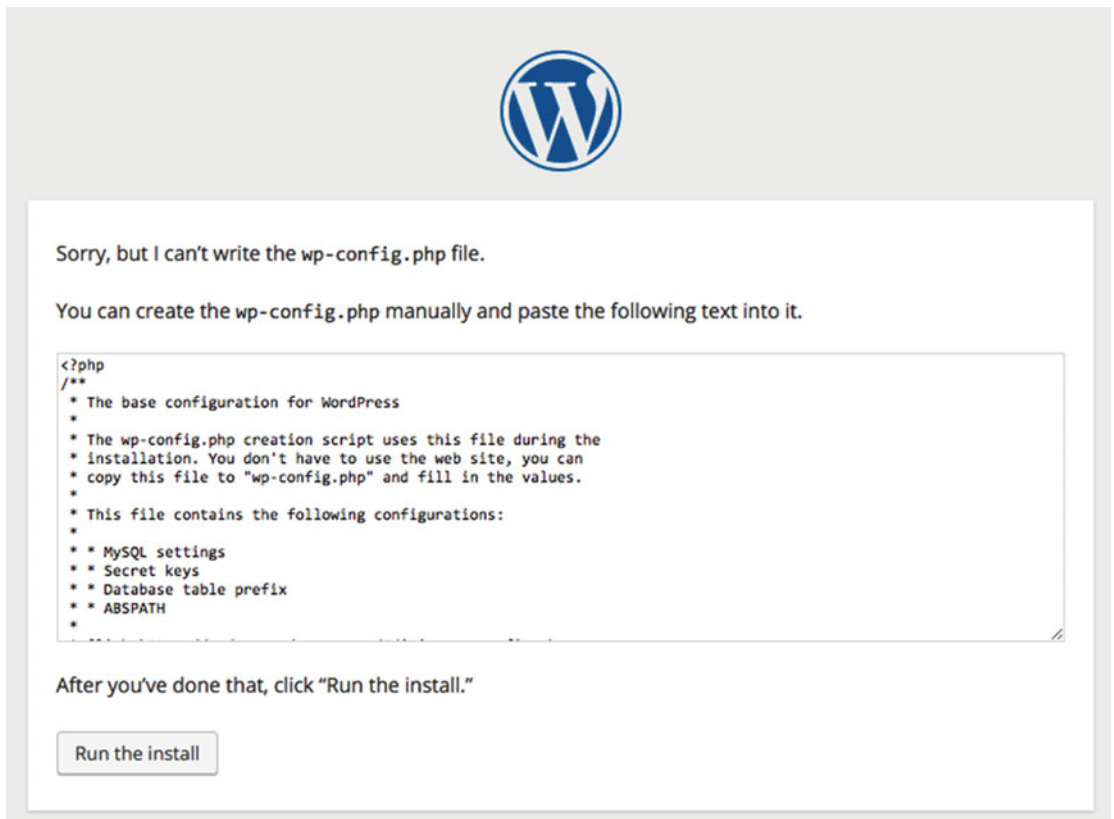 Sorry, but I can’t write the wp-config.php file.
You can create the wp-config.php manually and paste the following text into it.
<?php
/**
 * The base configuration for WordPress
 *
 * The wp-config.php creation script uses this file during the
 * installation. You don't have to use the web site, you can
 * copy this file to "wp-config.php" and fill in the values.
 *
 * This file contains the following configurations:
 *
 * * MySQL settings
 * * Secret keys
 * * Database table prefix
 * * ABSPATH
 *
After you’ve done that, click “Run the install.”
Run the install